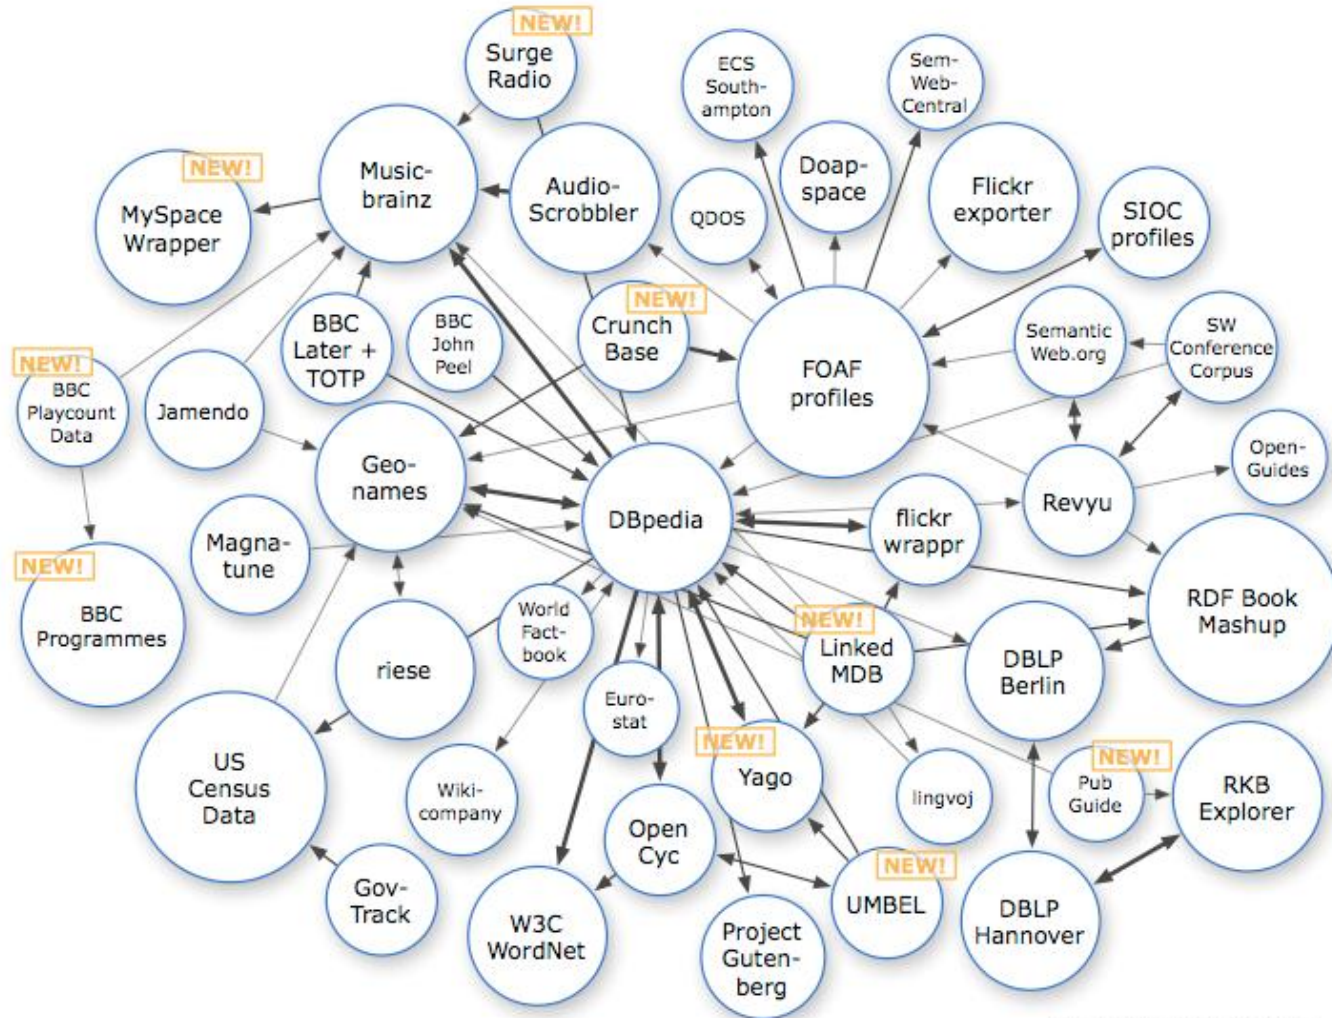 NEW!
Surge
Radio
ECS
South-
ampton
Sem-
Web-
Central
NEW!
MySpace
Wrapper
Music-
brainz
Audio-
Scrobbler
QDOS
Doap-
space
Flickr
exporter
SIOC
profiles
NEW!
BBC
Playcount
Data
Jamendo
BBC
Later +
TOTP
BBC
John
Peel
NEW!
Crunch
Base
FOAF
profiles
Semantic
Web.org
SW
Conference
Corpus
Open-
Guides
Geo-
names
DBpedia
flickr
wrappr
Revyu
Magna-
tune
NEW!
BBC
Programmes
riese
World
Fact-
book
NEW!
Linked
MDB
DBLP
Berlin
RDF Book
Mashup
Euro-
stat
US
Census
Data
Wiki-
company
NEW!
Yago
lingvoj
NEW!
Pub
Guide
RKB
Explorer
Open
Cyc
Gov-
Track
W3C
WordNet
Project
Guten-
berg
NEW!
UMBEL
DBLP
Hannover